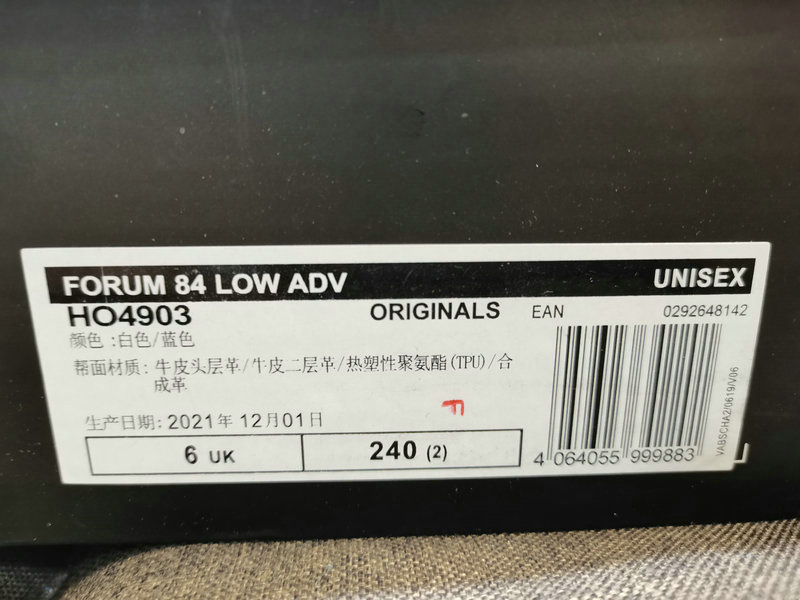 FORUM 84 LOW ADV UNISEX
HO4903 ORIGINALS EAN 0292648142
颜色:白色/蓝色
帮面材质: 牛皮头层革/牛皮二层革/热塑性聚氨酯(TPU)/合
成革
F
生产日期: 2021年 12月01日
6 UK 240 (2)
4 064055 999883
VABSCHA2/0619/V06